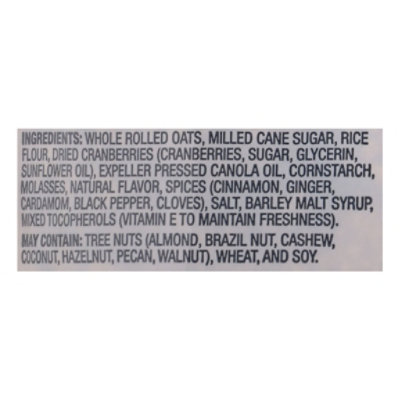 INGREDIENTS: WHOLE ROLLED OATS, MILLED CANE SUGAR, RICE
FLOUR, DRIED CRANBERRIES (CRANBERRIES, SUGAR, GLYCERIN,
SUNFLOWER OIL), EXPELLER PRESSED CANOLA OIL, CORNSTARCH,
MOLASSES, NATURAL FLAVOR, SPICES (CINNAMON, GINGER,
CARDAMOM, BLACK PEPPER, CLOVES), SALT, BARLEY MALT SYRUP,
MIXED TOCOPHEROLS (VITAMIN E TO MAINTAIN FRESHNESS).
MAY CONTAIN: TREE NUTS (ALMOND, BRAZIL NUT, CASHEW,
COCONUT, HAZELNUT, PECAN, WALNUT), WHEAT, AND SOY.